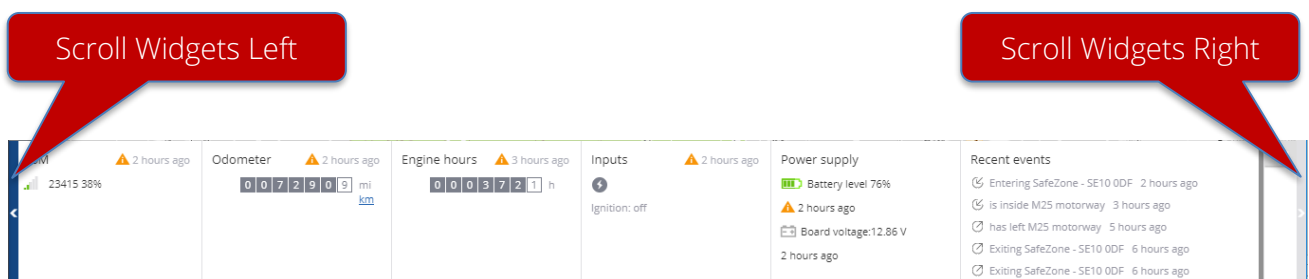 Scroll Widgets Left
Scroll Widgets Right
2 hours ago
23415 38%
Odometer 2 hours ago
0 0 7 2 9 0 9 mi
km
Engine hours 3 hours ago
0 0 0 3 7 2 1 h
Inputs 2 hours ago
Ignition: off
Power supply
Battery level 76%
2 hours ago
Board voltage:12.86 V
2 hours ago
Recent events
Entering SafeZone - SE10 0DF 2 hours ago
is inside M25 motorway 3 hours ago
has left M25 motorway 5 hours ago
Exiting SafeZone - SE10 0DF 6 hours ago
Exiting SafeZone - SE10 0DF 6 hours ago